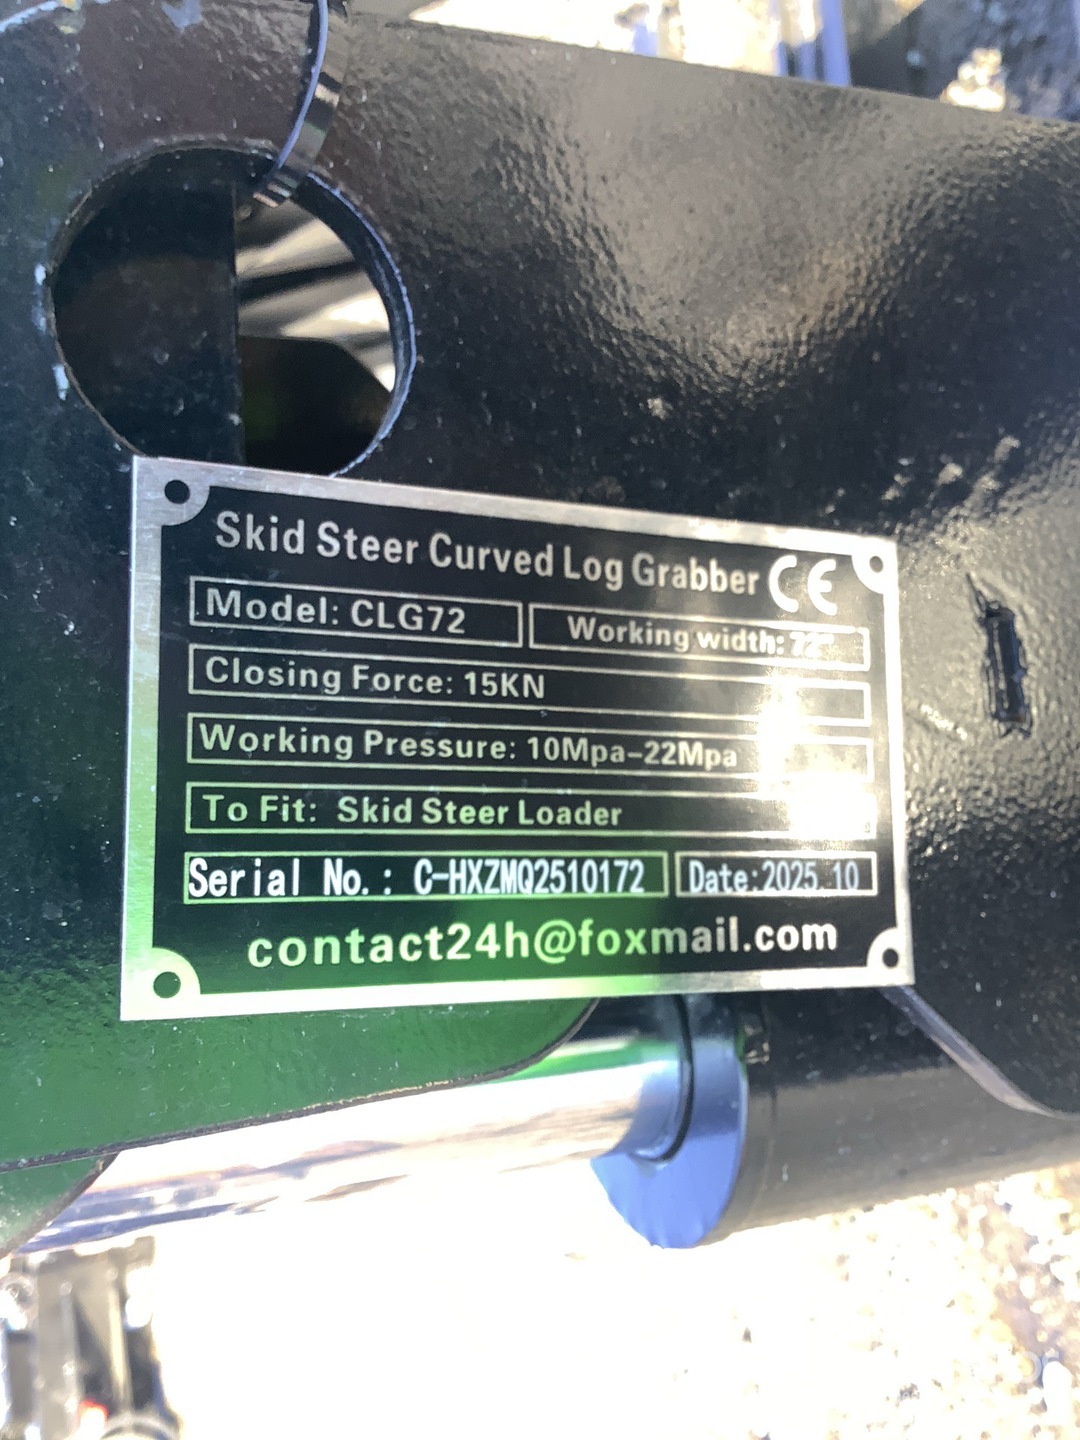 Skid Steer Curved Log Grabber CE
Model: CLG72
Working width: 72"
Closing Force: 15KN
Working Pressure: 10Mpa-22Mpa
To Fit: Skid Steer Loader
Serial No.: C-HXZMQ2510172
Date:2025.10
contact24h@foxmail.com